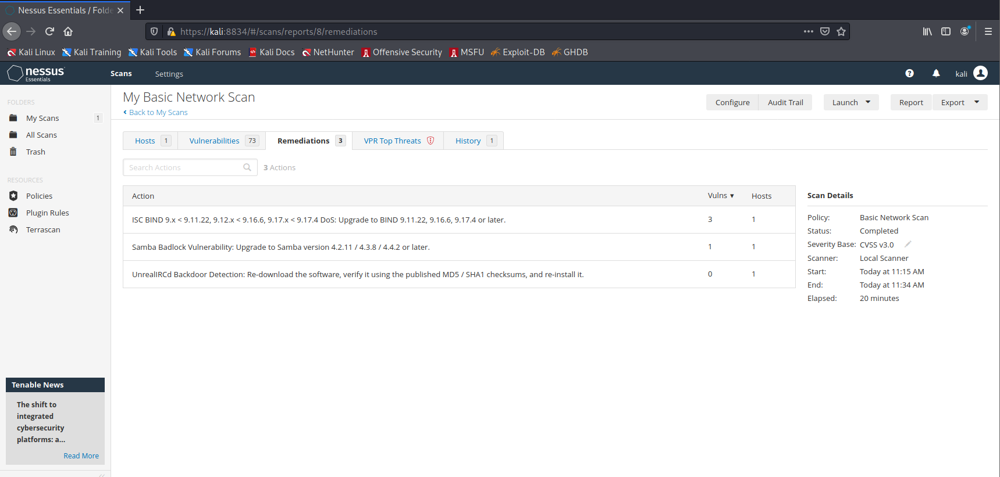 Nessus Essentials / Folde
https://kali:8834/#/scans/reports/8/remediations
Kali Linux Kali Training Kali Tools Kali Forums Kali Docs NetHunter Offensive Security MSFU Exploit-DB GHDB
nessus
Essentials
Scans Settings
kali
FOLDERS
My Scans 1
All Scans
Trash
RESOURCES
Policies
Plugin Rules
Terrascan
Tenable News
The shift to
integrated
cybersecurity
platforms: a...
Read More
My Basic Network Scan
Back to My Scans
Configure Audit Trail Launch Report Export
Hosts 1 Vulnerabilities 73 Remediations 3 VPR Top Threats History 1
Search Actions 3 Actions
Action Vulns Hosts
ISC BIND 9.x < 9.11.22, 9.12.x < 9.16.6, 9.17.x < 9.17.4 DoS: Upgrade to BIND 9.11.22, 9.16.6, 9.17.4 or later. 3 1
Samba Badlock Vulnerability: Upgrade to Samba version 4.2.11 / 4.3.8 / 4.4.2 or later. 1 1
UnrealIRCd Backdoor Detection: Re-download the software, verify it using the published MD5 / SHA1 checksums, and re-install it. 0 1
Scan Details
Policy: Basic Network Scan
Status: Completed
Severity Base: CVSS v3.0
Scanner: Local Scanner
Start: Today at 11:15 AM
End: Today at 11:34 AM
Elapsed: 20 minutes